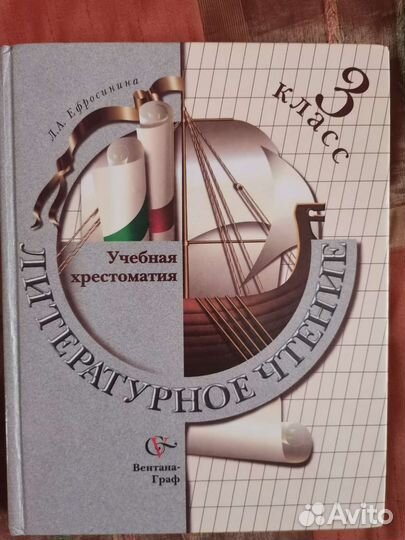 Л.А. Ефросинина
3 класс
Учебная
хрестоматия
ЛИТЕРАТУРНОЕ ЧТЕНИЕ
Вентана-
Граф
Avito